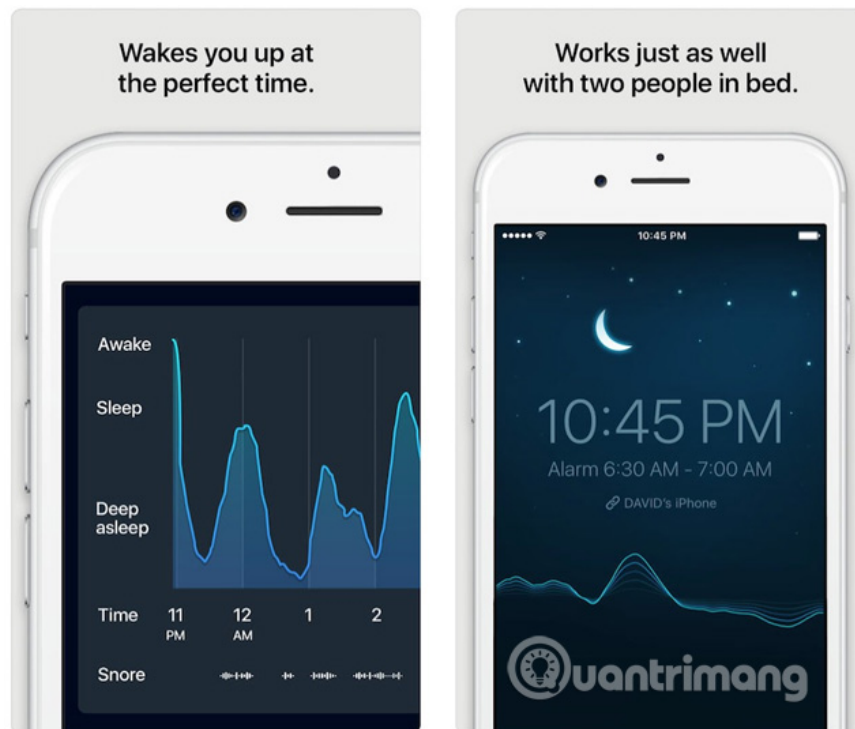 Wakes you up at
the perfect time.
Awake
Sleep
Deep
asleep
Time 11 12 1 2
PM AM
Snore
Works just as well
with two people in bed.
10:45 PM
10:45 PM
Alarm 6:30 AM - 7:00 AM
DAVID's iPhone
Quantrimang